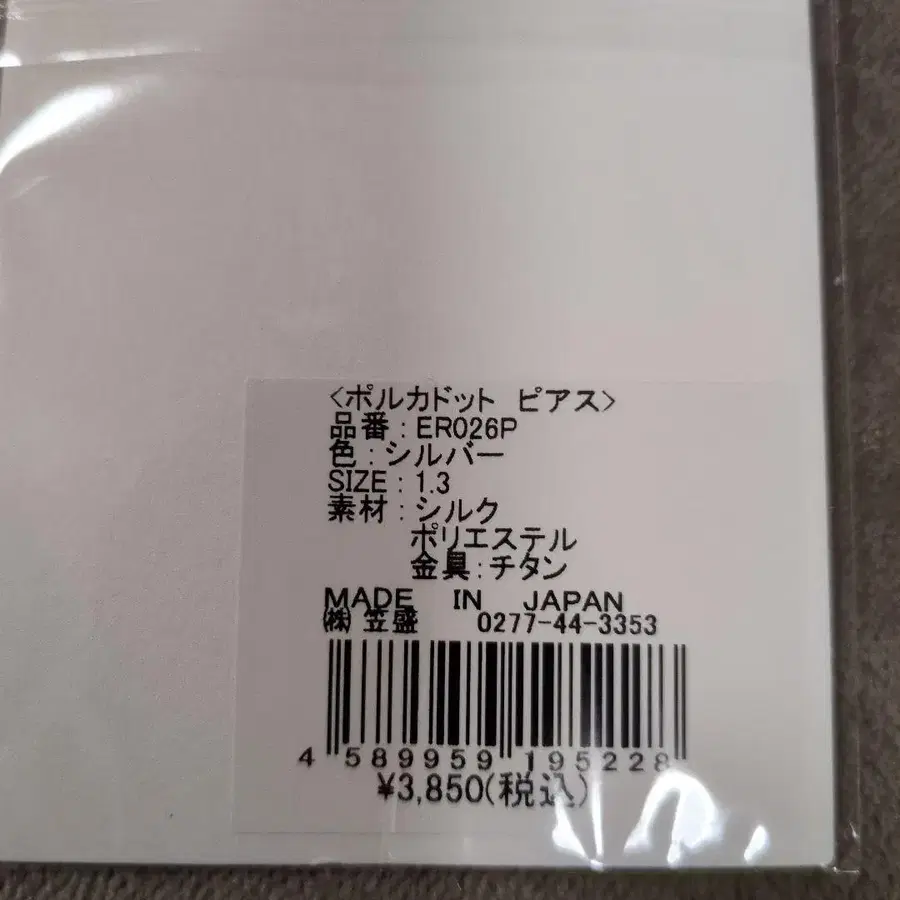 <ポルカドット ピアス>
品番：ER026P
色：シルバー
SIZE：1.3
素材：シルク
ポリエステル
金具：チタン
MADE IN JAPAN
㈱笠盛 0277-44-3353
4 589959 195228
¥3,850(税込)